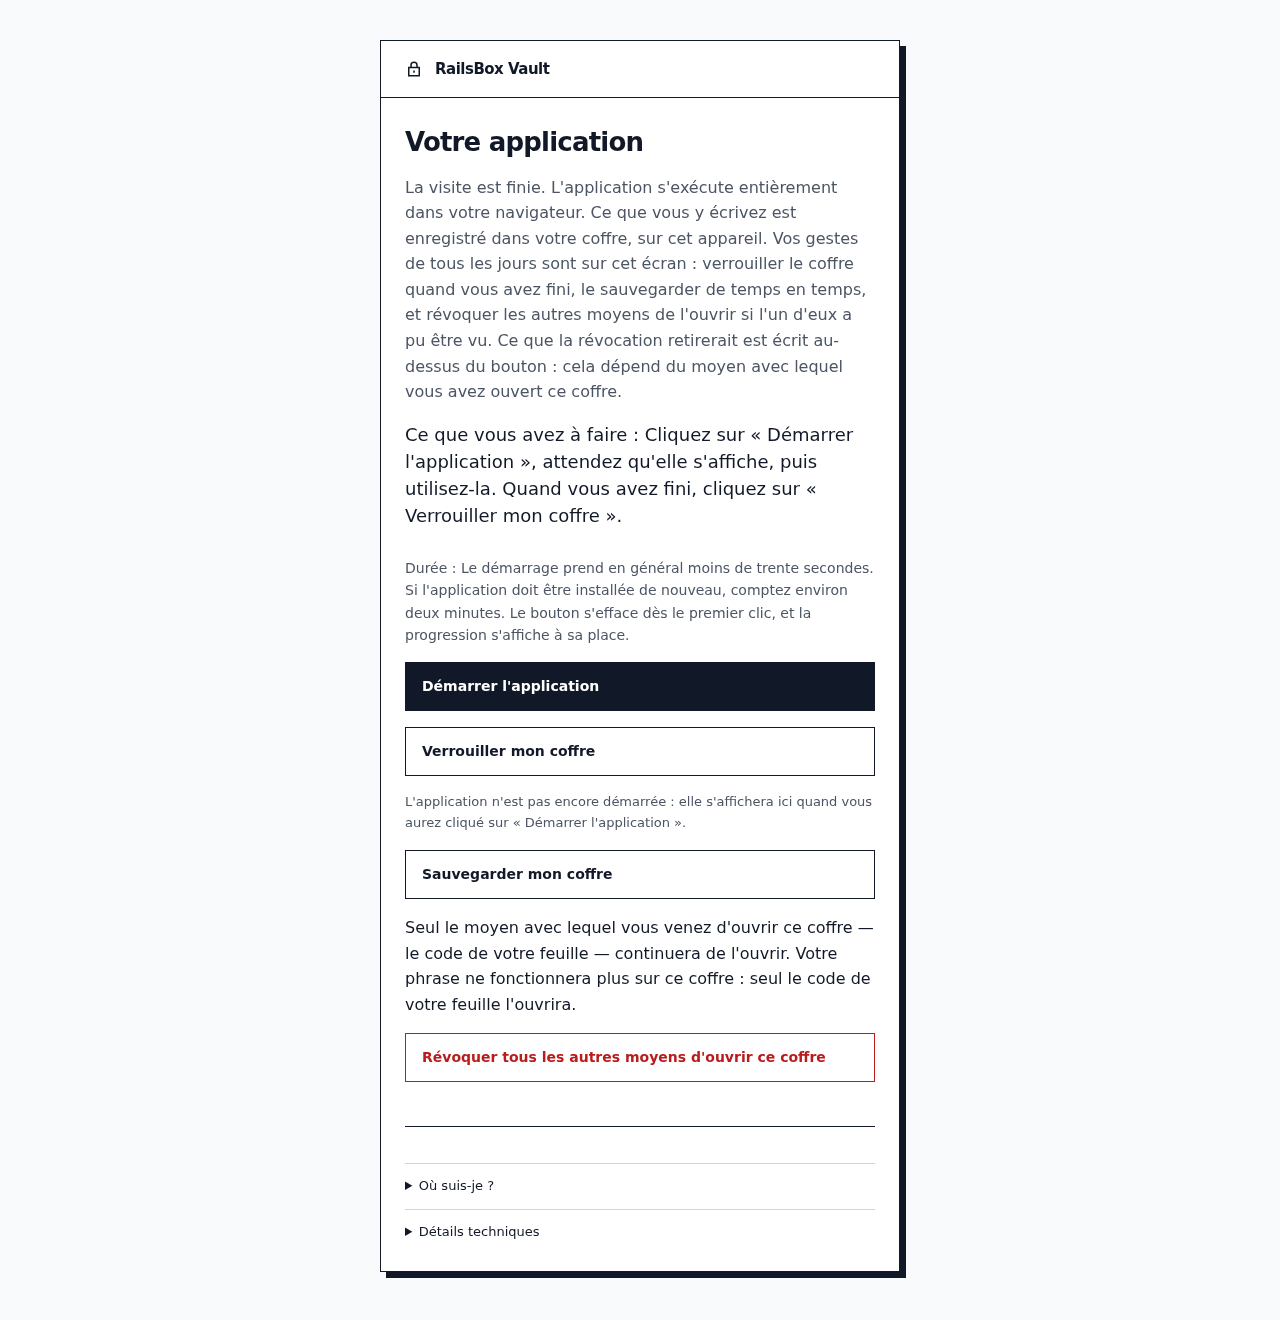 RailsBox Vault
Votre application
La visite est finie. L'application s'exécute entièrement
dans votre navigateur. Ce que vous y écrivez est
enregistré dans votre coffre, sur cet appareil. Vos gestes
de tous les jours sont sur cet écran : verrouiller le coffre
quand vous avez fini, le sauvegarder de temps en temps,
et révoquer les autres moyens de l'ouvrir si l'un d'eux a
pu être vu. Ce que la révocation retirerait est écrit au-
dessus du bouton : cela dépend du moyen avec lequel
vous avez ouvert ce coffre.
Ce que vous avez à faire : Cliquez sur « Démarrer
l'application », attendez qu'elle s'affiche, puis
utilisez-la. Quand vous avez fini, cliquez sur «
Verrouiller mon coffre ».
Durée : Le démarrage prend en général moins de trente secondes.
Si l'application doit être installée de nouveau, comptez environ
deux minutes. Le bouton s'efface dès le premier clic, et la
progression s'affiche à sa place.
Démarrer l'application
Verrouiller mon coffre
L'application n'est pas encore démarrée : elle s'affichera ici quand vous
aurez cliqué sur « Démarrer l'application ».
Sauvegarder mon coffre
Seul le moyen avec lequel vous venez d'ouvrir ce coffre —
le code de votre feuille — continuera de l'ouvrir. Votre
phrase ne fonctionnera plus sur ce coffre : seul le code de
votre feuille l'ouvrira.
Révoquer tous les autres moyens d'ouvrir ce coffre
Où suis-je ?
Détails techniques